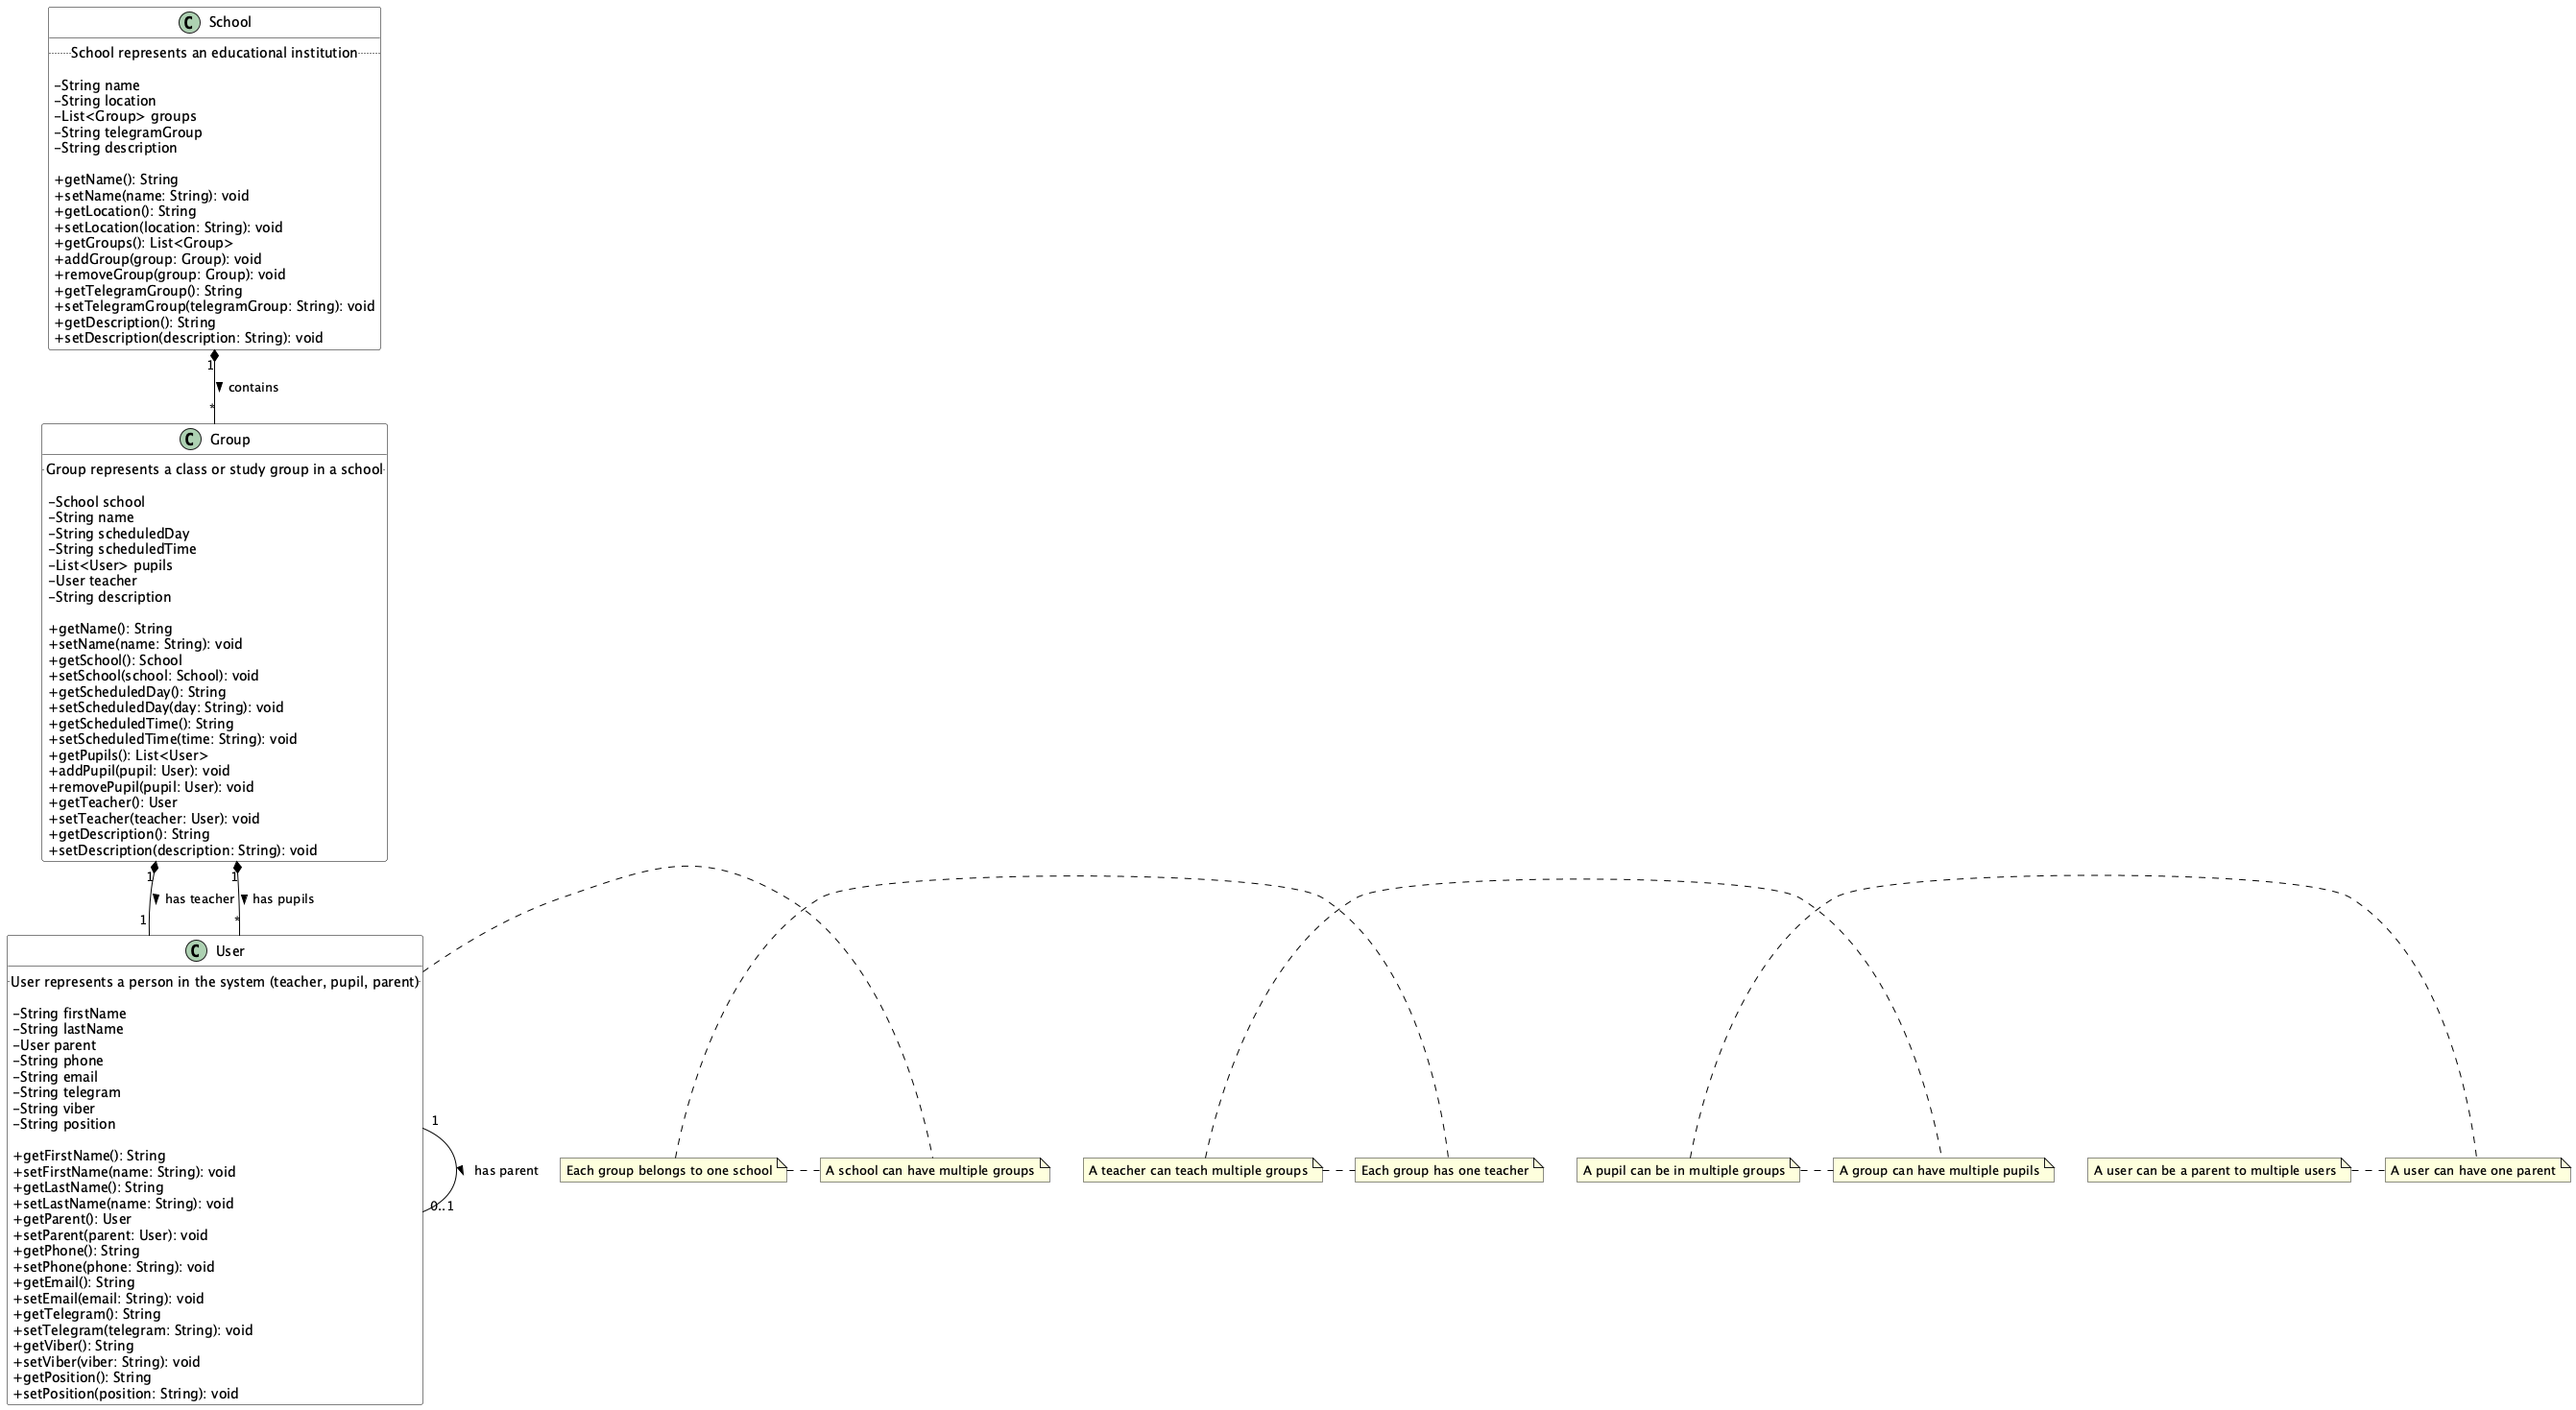 C School
School represents an educational institution
-String name
-String location
-List<Group> groups
-String telegramGroup
-String description
+getName(): String
+setName(name: String): void
+getLocation(): String
+setLocation(location: String): void
+getGroups(): List<Group>
+addGroup(group: Group): void
+removeGroup(group: Group): void
+getTelegramGroup(): String
+setTelegramGroup(telegramGroup: String): void
+getDescription(): String
+setDescription(description: String): void
1
contains
*
C Group
Group represents a class or study group in a school
-School school
-String name
-String scheduledDay
-String scheduledTime
-List<User> pupils
-User teacher
-String description
+getName(): String
+setName(name: String): void
+getSchool(): School
+setSchool(school: School): void
+getScheduledDay(): String
+setScheduledDay(day: String): void
+getScheduledTime(): String
+setScheduledTime(time: String): void
+getPupils(): List<User>
+addPupil(pupil: User): void
+removePupil(pupil: User): void
+getTeacher(): User
+setTeacher(teacher: User): void
+getDescription(): String
+setDescription(description: String): void
1 1
has teacher has pupils
1 *
C User
User represents a person in the system (teacher, pupil, parent)
-String firstName
-String lastName
-User parent
-String phone
-String email
-String telegram
-String viber
-String position
+getFirstName(): String
+setFirstName(name: String): void
+getLastName(): String
+setLastName(name: String): void
+getParent(): User
+setParent(parent: User): void
+getPhone(): String
+setPhone(phone: String): void
+getEmail(): String
+setEmail(email: String): void
+getTelegram(): String
+setTelegram(telegram: String): void
+getViber(): String
+setViber(viber: String): void
+getPosition(): String
+setPosition(position: String): void
1
has parent
0..1
Each group belongs to one school
A school can have multiple groups
A teacher can teach multiple groups
Each group has one teacher
A pupil can be in multiple groups
A group can have multiple pupils
A user can be a parent to multiple users
A user can have one parent